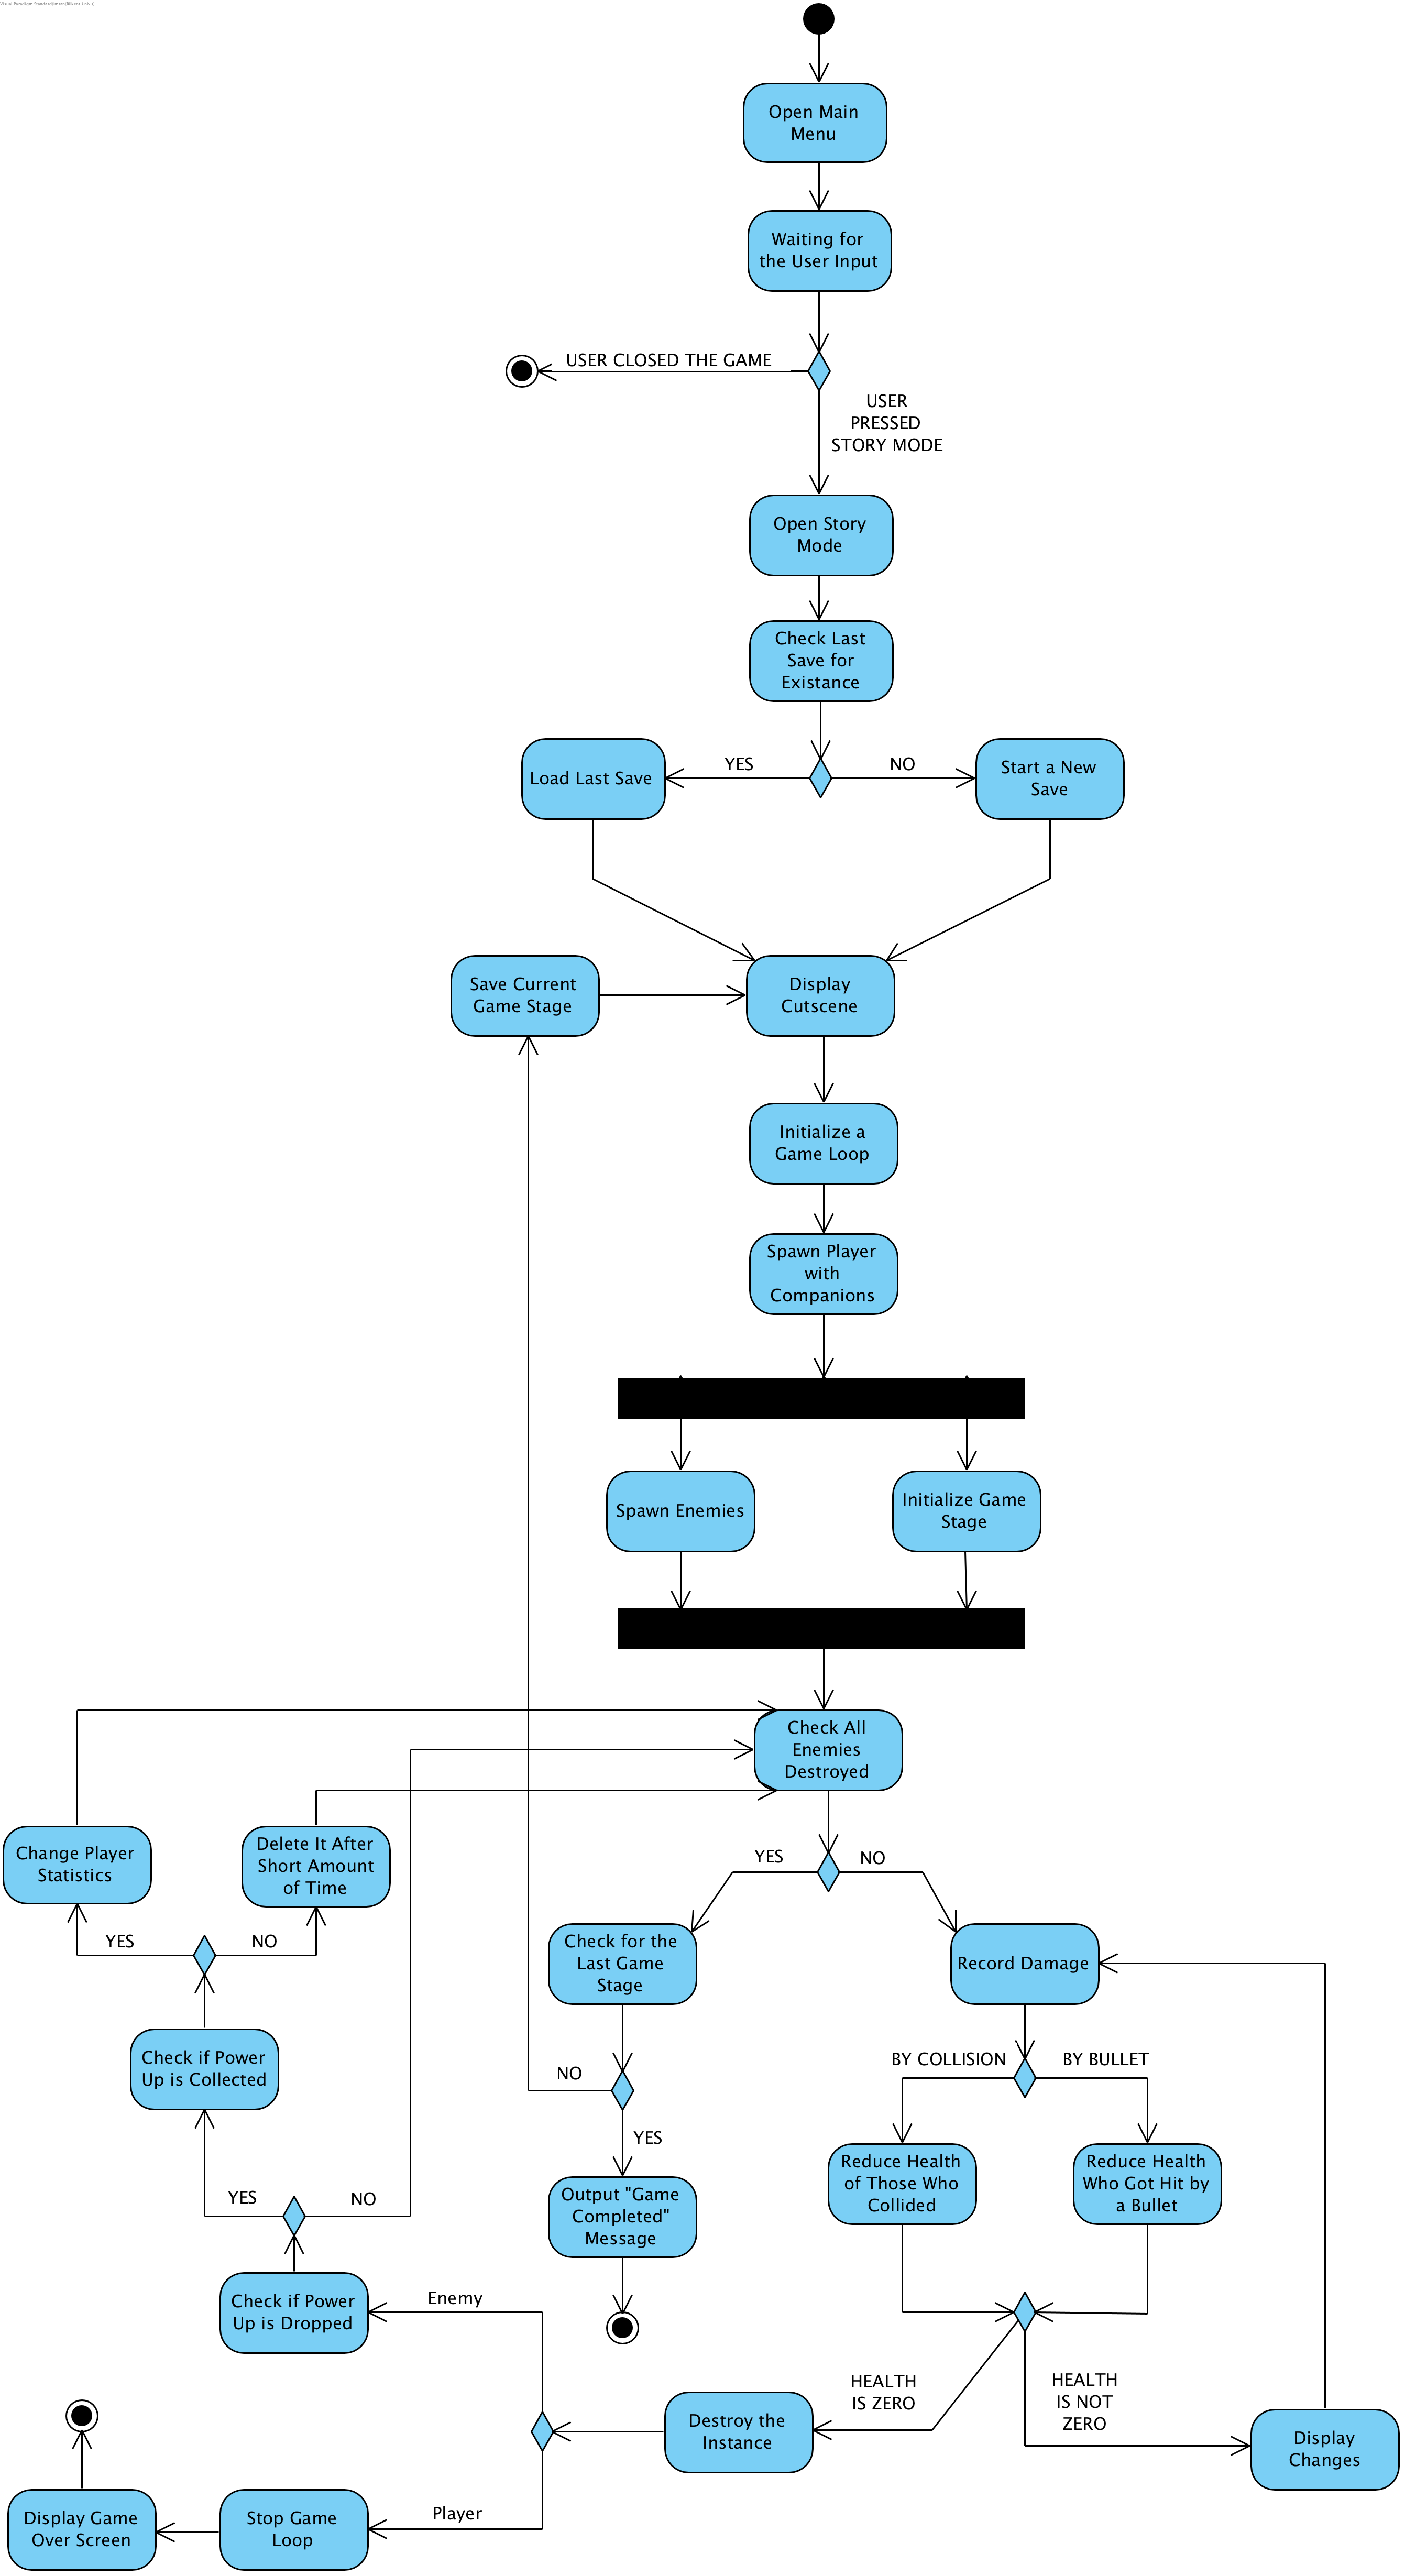 Open Main
Menu
Waiting for
the User Input
USER CLOSED THE GAME
USER
PRESSED
STORY MODE
Open Story
Mode
Check Last
Save for
Existance
YES
NO
Load Last Save
Start a New
Save
Save Current
Game Stage
Display
Cutscene
Initialize a
Game Loop
Spawn Player
with
Companions
Spawn Enemies
Initialize Game
Stage
Check All
Enemies
Destroyed
Change Player
Statistics
Delete It After
Short Amount
of Time
YES
NO
YES
NO
Check for the
Last Game
Stage
Record Damage
Check if Power
Up is Collected
NO
YES
BY COLLISION
BY BULLET
Reduce Health
of Those Who
Collided
Reduce Health
Who Got Hit by
a Bullet
YES
NO
Output "Game
Completed"
Message
Check if Power
Up is Dropped
Enemy
HEALTH
IS ZERO
HEALTH
IS NOT
ZERO
Destroy the
Instance
Display
Changes
Player
Display Game
Over Screen
Stop Game
Loop